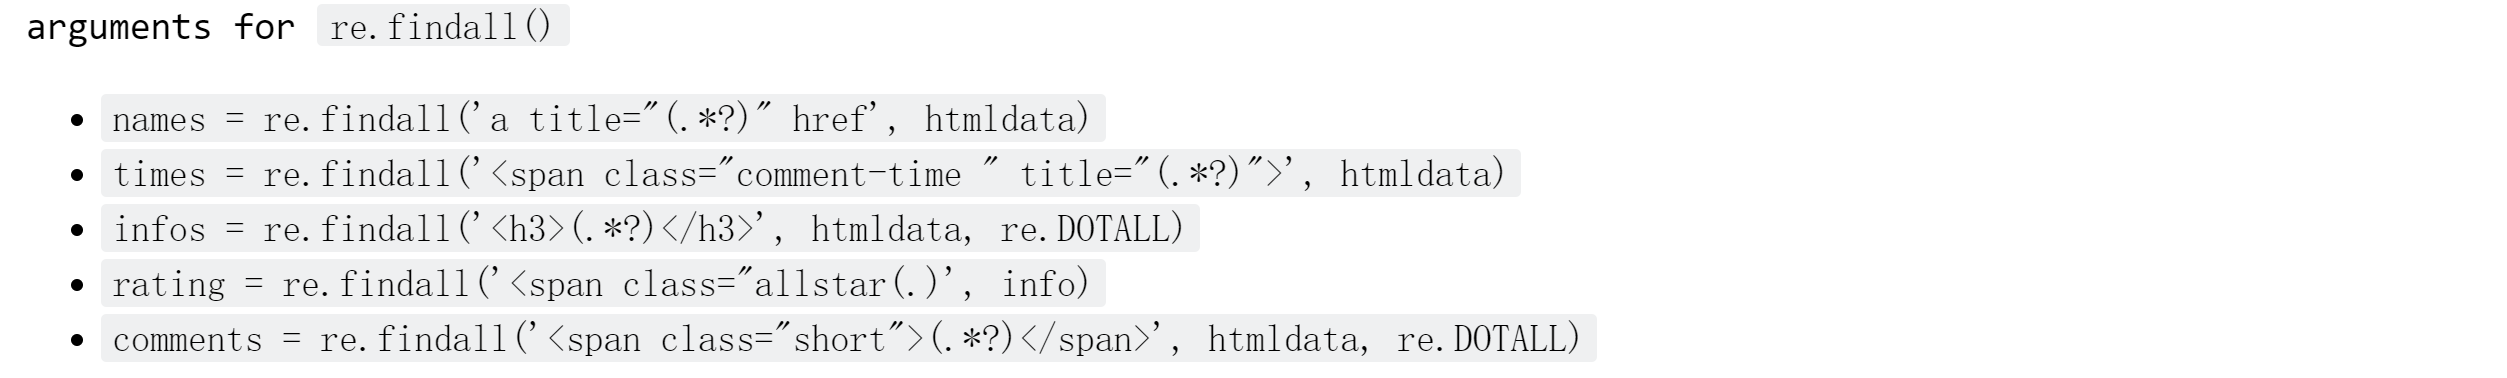 arguments for re.findall()
names = re.findall('a title="(.*?)" href', htmldata)
times = re.findall('<span class="comment-time " title="(.*?)">', htmldata)
infos = re.findall('<h3>(.*?)</h3>', htmldata, re.DOTALL)
rating = re.findall('<span class="allstar(.)', info)
comments = re.findall('<span class="short">(.*?)</span>', htmldata, re.DOTALL)